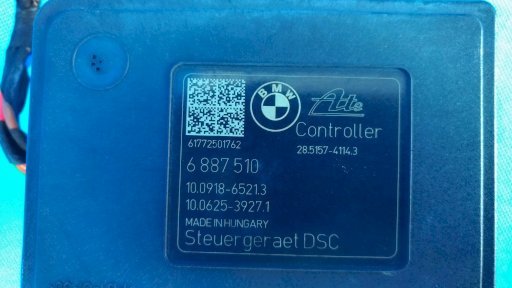 BMW
Ate
Controller
61772501762
28.5157-4114.3
6 887 510
10.0918-6521.3
10.0625-3927.1
MADE IN HUNGARY
Steuergeraet DSC